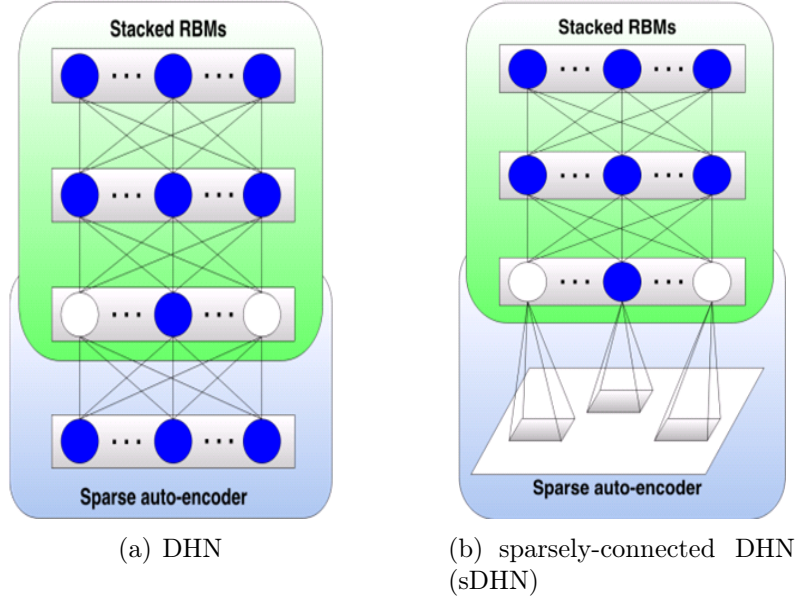 Stacked RBMs
Sparse auto-encoder
(a) DHN
Stacked RBMs
Sparse auto-encoder
(b) sparsely-connected DHN
(sDHN)